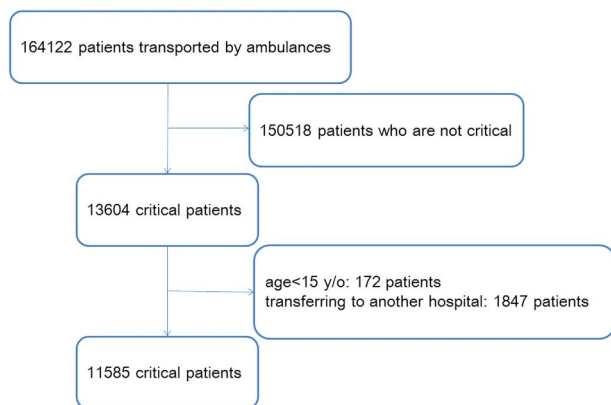 164122 patients transported by ambulances
150518 patients who are not critical
13604 critical patients
age<15 y/o: 172 patients
transferring to another hospital: 1847 patients
11585 critical patients